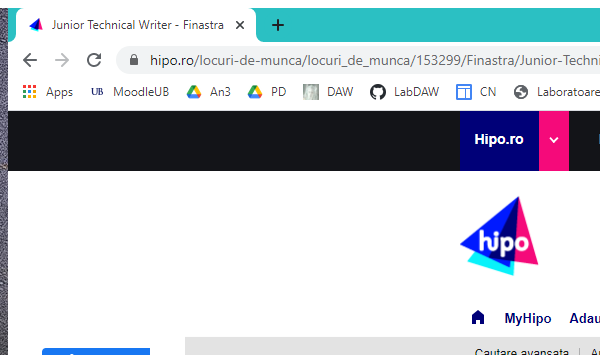 Junior Technical Writer - Finastra
hipo.ro/locuri-de-munca/locuri_de_munca/153299/Finastra/Junior-Techni
Apps UB MoodleUB An3 PD DAW LabDAW CN Laboratoare
Hipo.ro
hipo
MyHipo Adau
Cautare avansata